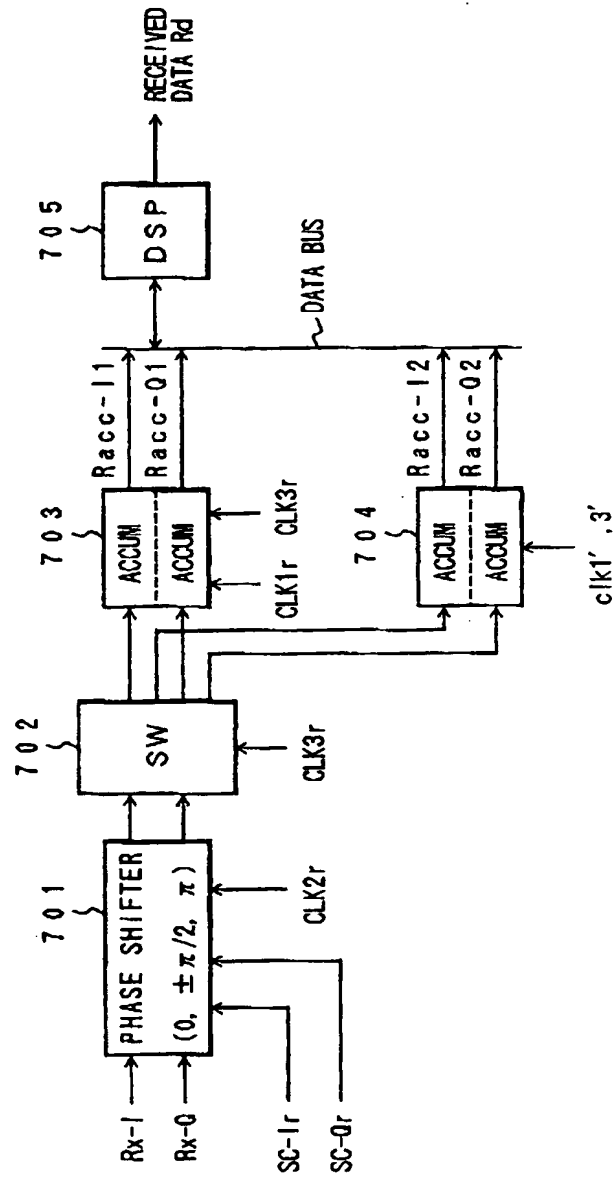 Rx-I
Rx-Q
SC-Ir
SC-Qr
701
PHASE SHIFTER
(0, ±π/2, π)
CLK2r
702
SW
CLK3r
703
ACCUM
ACCUM
CLK1r
CLK3r
Racc-I1
Racc-Q1
704
ACCUM
ACCUM
clk1′,3′
Racc-I2
Racc-Q2
DATA BUS
705
DSP
RECEIVED
DATA Rd